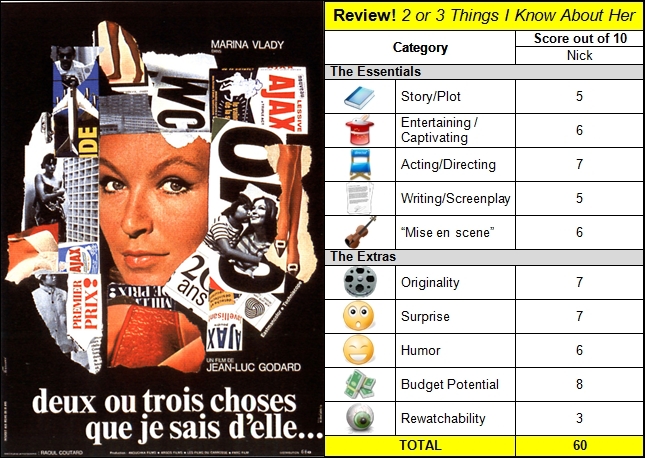 MARINA VLADY
DANS
AJAX
LESSIVE
WC
DE
AJAX
PREMIER
PRIX!
20
ans
AJAX
UN FILM DE
JEAN-LUC GODARD
deux ou trois choses
que je sais d'elle...
RAOUL COUTARD
Review! 2 or 3 Things I Know About Her
Category
Score out of 10
Nick
The Essentials
Story/Plot 5
Entertaining /
Captivating 6
Acting/Directing 7
Writing/Screenplay 5
“Mise en scene” 6
The Extras
Originality 7
Surprise 7
Humor 6
Budget Potential 8
Rewatchability 3
TOTAL 60